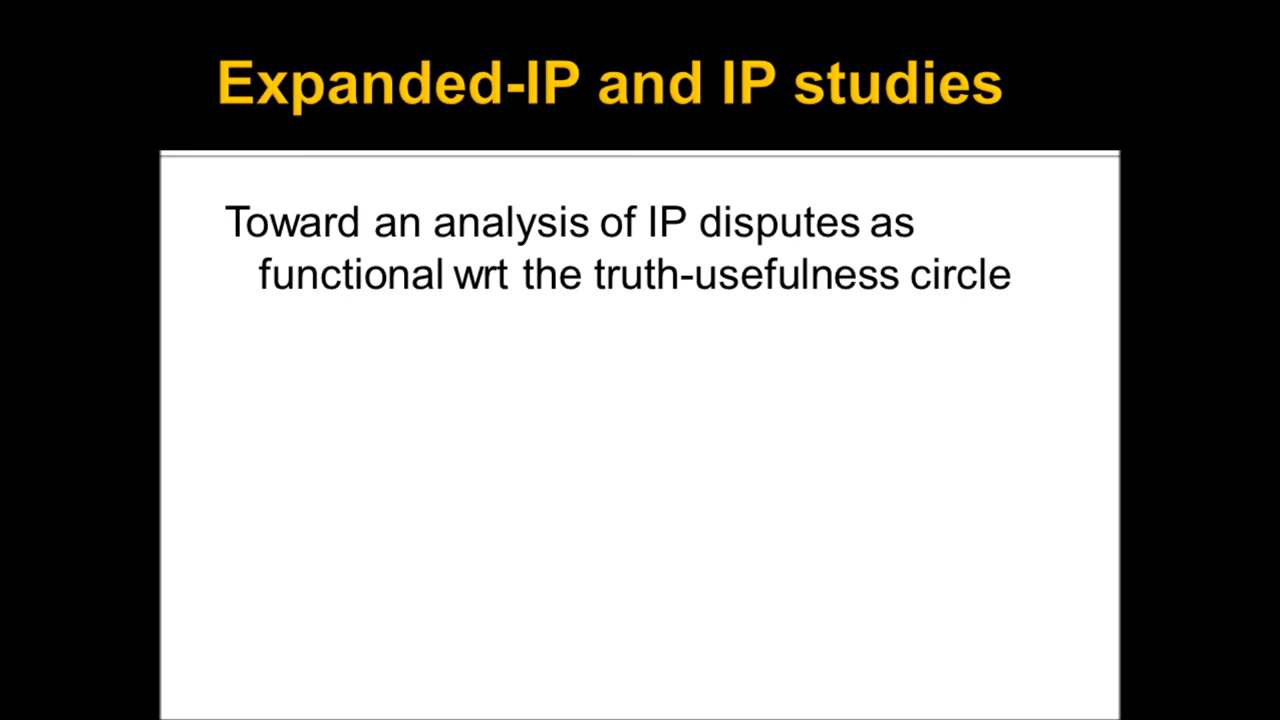 Expanded-IP and IP studies
Toward an analysis of IP disputes as
functional wrt the truth-usefulness circle